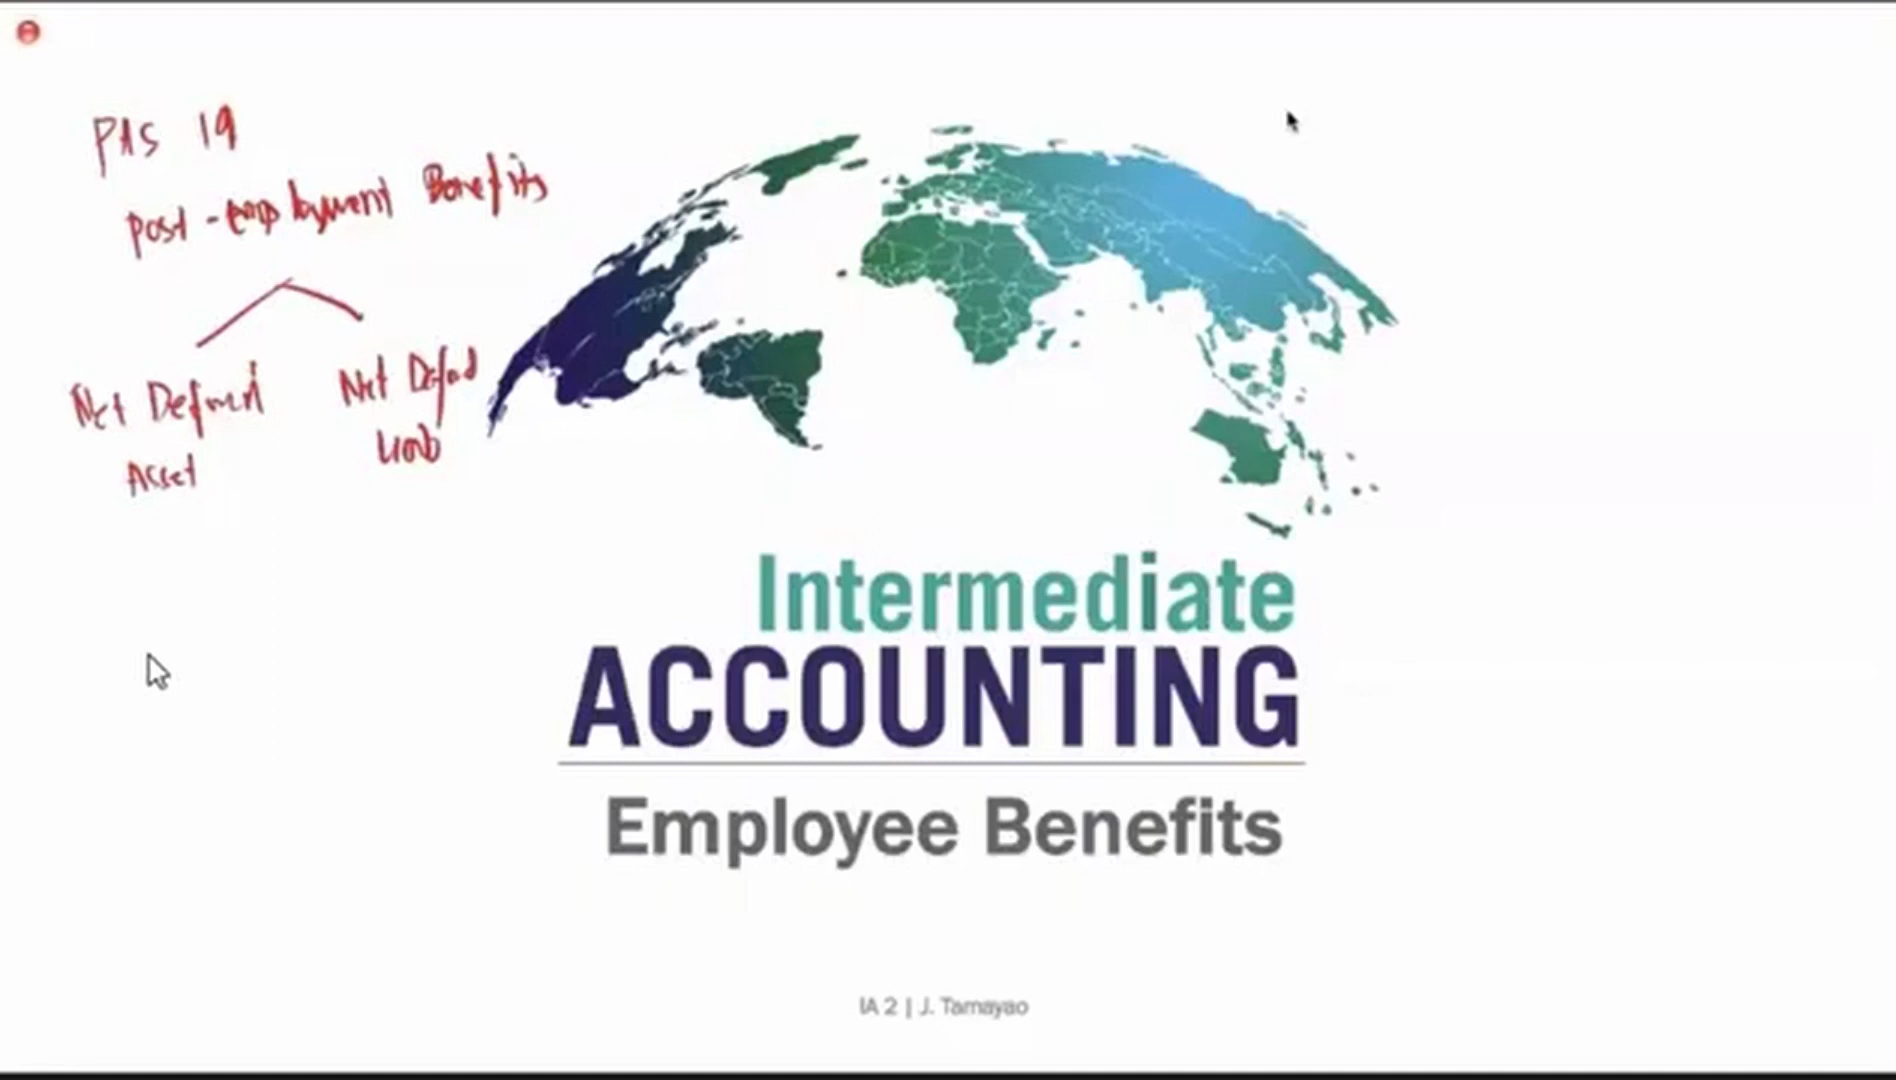 PAS 19
Post-employment Benefits
Net Defined
Asset
Net Defined
Liab
Intermediate
ACCOUNTING
Employee Benefits
IA 2 | J. Tamayao